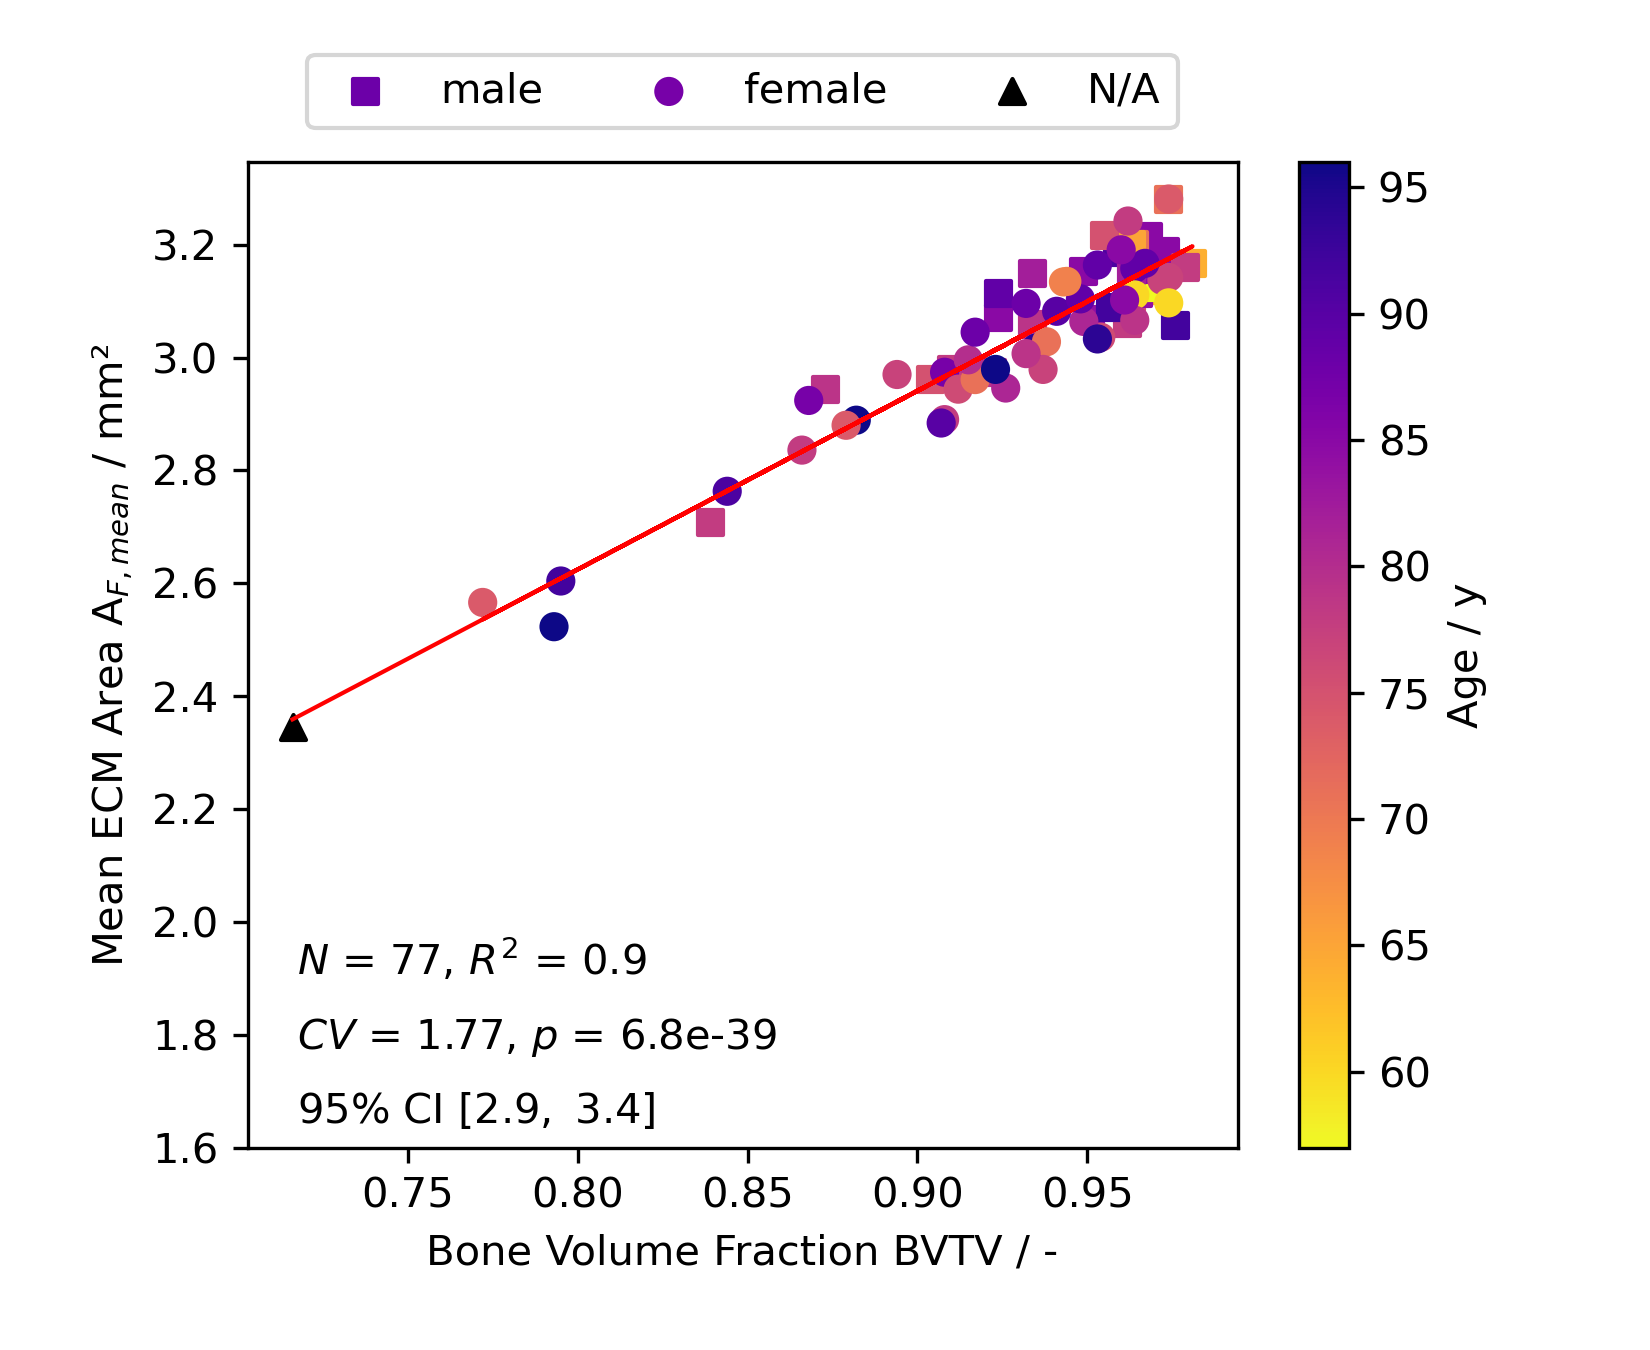 male female N/A
3.2
3.0
2.8
2.6
2.4
2.2
2.0
1.8
1.6
Mean ECM Area A_{F, mean} / mm²
N = 77, R² = 0.9
CV = 1.77, p = 6.8e-39
95% CI [2.9, 3.4]
0.75 0.80 0.85 0.90 0.95
Bone Volume Fraction BVTV / -
95
90
85
80
75
70
65
60
Age / y